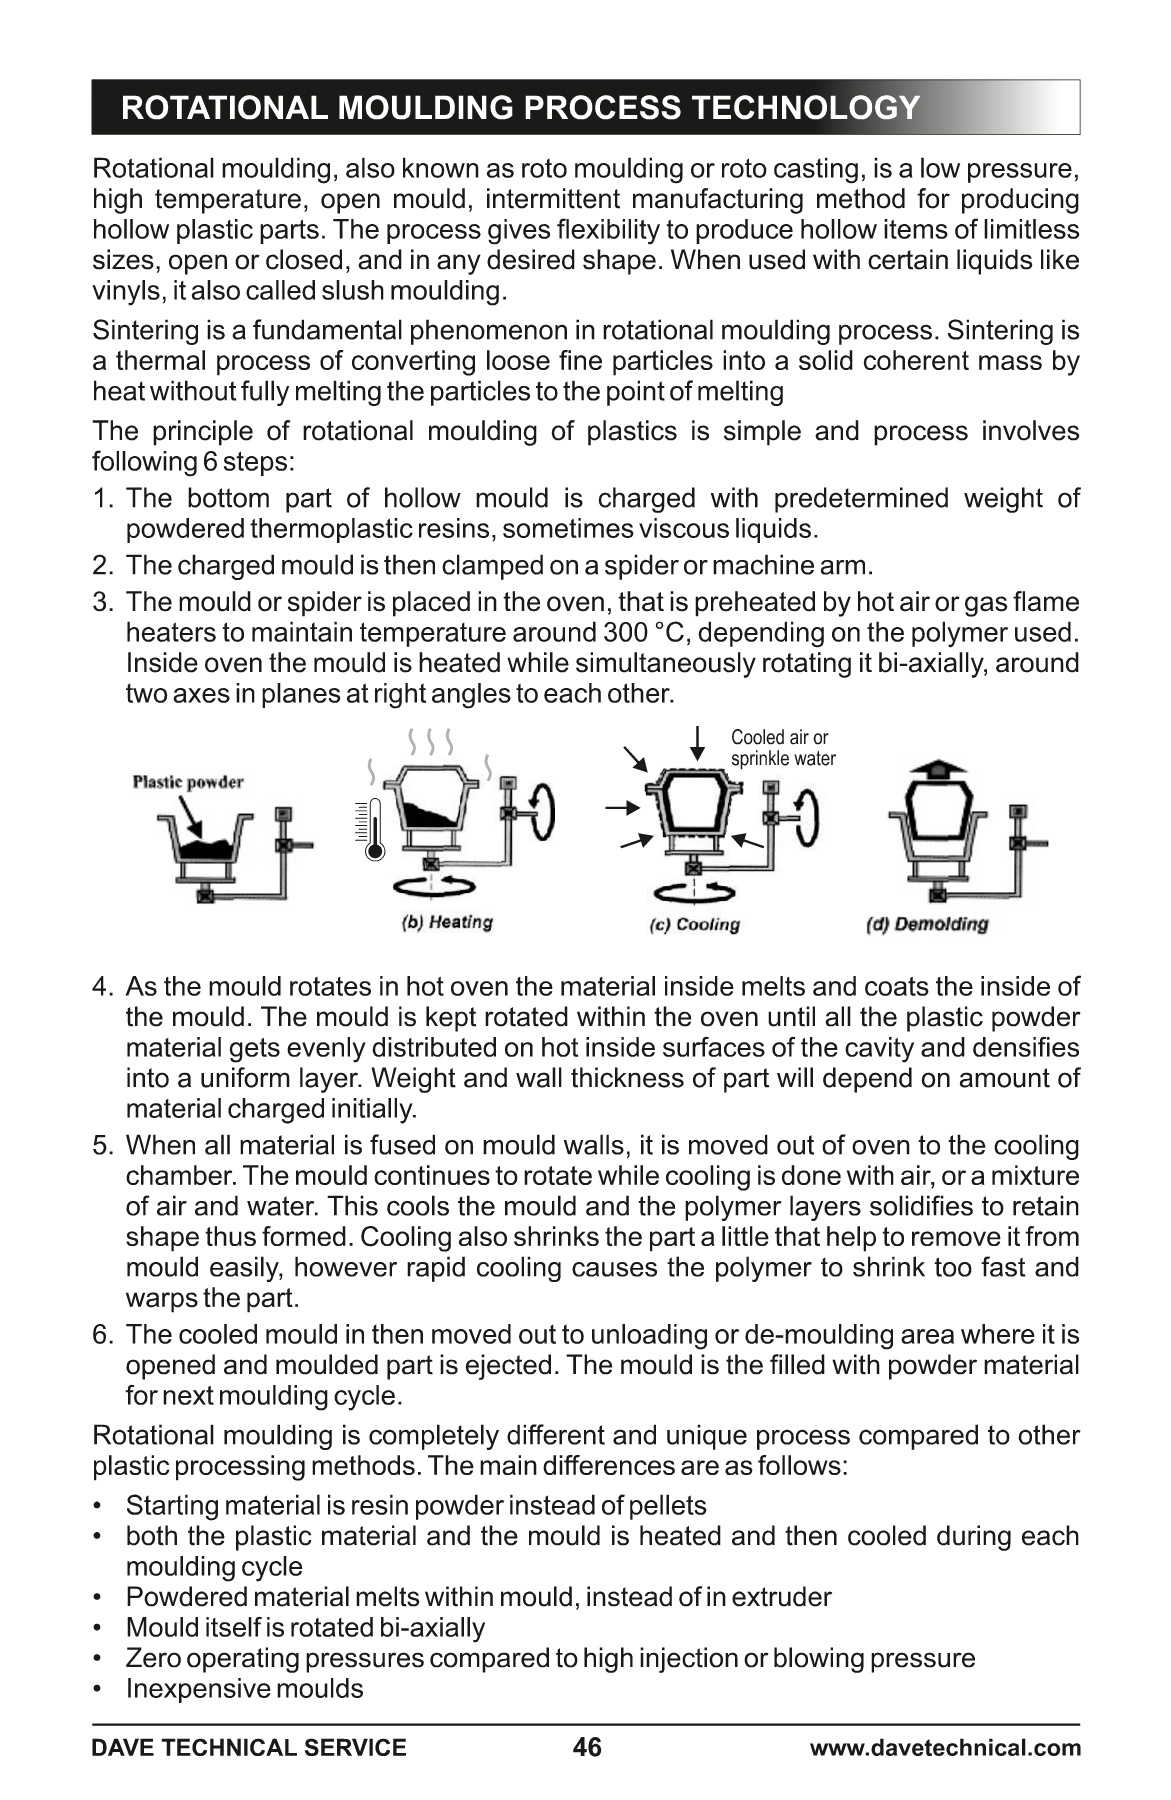 ROTATIONAL MOULDING PROCESS TECHNOLOGY
Rotational moulding, also known as roto moulding or roto casting, is a low pressure,
high temperature, open mould, intermittent manufacturing method for producing
hollow plastic parts. The process gives flexibility to produce hollow items of limitless
sizes, open or closed, and in any desired shape. When used with certain liquids like
vinyls, it also called slush moulding.
Sintering is a fundamental phenomenon in rotational moulding process. Sintering is
a thermal process of converting loose fine particles into a solid coherent mass by
heat without fully melting the particles to the point of melting
The principle of rotational moulding of plastics is simple and process involves
following 6 steps:
1. The bottom part of hollow mould is charged with predetermined weight of
powdered thermoplastic resins, sometimes viscous liquids.
2. The charged mould is then clamped on a spider or machine arm.
3. The mould or spider is placed in the oven, that is preheated by hot air or gas flame
heaters to maintain temperature around 300 °C, depending on the polymer used.
Inside oven the mould is heated while simultaneously rotating it bi-axially, around
two axes in planes at right angles to each other.
Plastic powder
Cooled air or
sprinkle water
(b) Heating
(c) Cooling
(d) Demolding
4. As the mould rotates in hot oven the material inside melts and coats the inside of
the mould. The mould is kept rotated within the oven until all the plastic powder
material gets evenly distributed on hot inside surfaces of the cavity and densifies
into a uniform layer. Weight and wall thickness of part will depend on amount of
material charged initially.
5. When all material is fused on mould walls, it is moved out of oven to the cooling
chamber. The mould continues to rotate while cooling is done with air, or a mixture
of air and water. This cools the mould and the polymer layers solidifies to retain
shape thus formed. Cooling also shrinks the part a little that help to remove it from
mould easily, however rapid cooling causes the polymer to shrink too fast and
warps the part.
6. The cooled mould in then moved out to unloading or de-moulding area where it is
opened and moulded part is ejected. The mould is the filled with powder material
for next moulding cycle.
Rotational moulding is completely different and unique process compared to other
plastic processing methods. The main differences are as follows:
• Starting material is resin powder instead of pellets
• both the plastic material and the mould is heated and then cooled during each
moulding cycle
• Powdered material melts within mould, instead of in extruder
• Mould itself is rotated bi-axially
• Zero operating pressures compared to high injection or blowing pressure
• Inexpensive moulds
DAVE TECHNICAL SERVICE 46 www.davetechnical.com